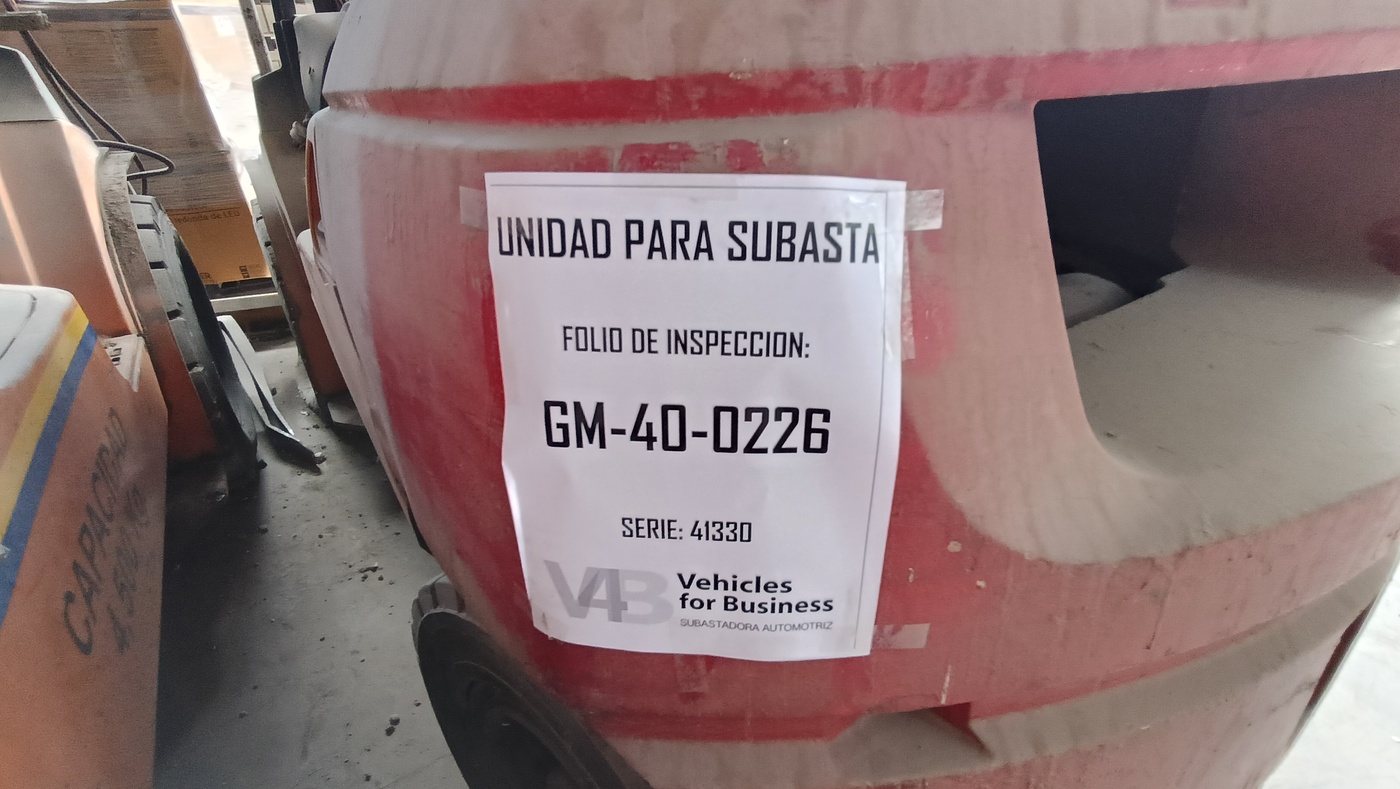 UNIDAD PARA SUBASTA
FOLIO DE INSPECCION:
GM-40-0226
SERIE: 41330
V4B
Vehicles
for Business
SUBASTADORA AUTOMOTRIZ
CAPACIDAD